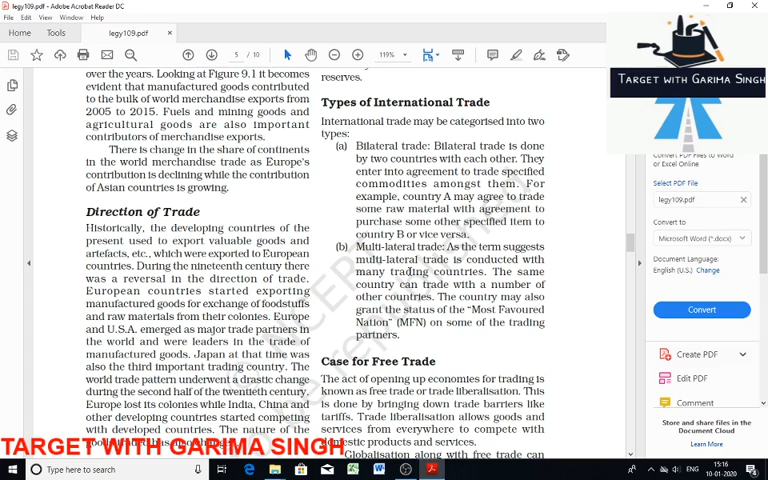 legy109.pdf - Adobe Acrobat Reader DC
File Edit View Window Help
Home Tools legy109.pdf ×
5 / 10 119%
over the years. Looking at Figure 9.1 it becomes
evident that manufactured goods contributed
to the bulk of world merchandise exports from
2005 to 2015. Fuels and mining goods and
agricultural goods are also important
contributors of merchandise exports.
There is change in the share of continents
in the world merchandise trade as Europe's
contribution is declining while the contribution
of Asian countries is growing.
Direction of Trade
Historically, the developing countries of the
present used to export valuable goods and
artefacts, etc., which were exported to European
countries. During the nineteenth century there
was a reversal in the direction of trade.
European countries started exporting
manufactured goods for exchange of foodstuffs
and raw materials from their colonies. Europe
and U.S.A. emerged as major trade partners in
the world and were leaders in the trade of
manufactured goods. Japan at that time was
also the third important trading country. The
world trade pattern underwent a drastic change
during the second half of the twentieth century.
Europe lost its colonies while India, China and
other developing countries started competing
with developed countries. The nature of the
reserves.
Types of International Trade
International trade may be categorised into two
types:
(a) Bilateral trade: Bilateral trade is done
by two countries with each other. They
enter into agreement to trade specified
commodities amongst them. For
example, country A may agree to trade
some raw material with agreement to
purchase some other specified item to
country B or vice versa.
(b) Multi-lateral trade: As the term suggests
multi-lateral trade is conducted with
many trading countries. The same
country can trade with a number of
other countries. The country may also
grant the status of the "Most Favoured
Nation" (MFN) on some of the trading
partners.
Case for Free Trade
The act of opening up economies for trading is
known as free trade or trade liberalisation. This
is done by bringing down trade barriers like
tariffs. Trade liberalisation allows goods and
services from everywhere to compete with
domestic products and services.
Globalisation along with free trade can
TARGET WITH GARIMA SINGH
Convert PDFs to Word
or Excel Online
Select PDF File
legy109.pdf
Convert to
Microsoft Word (*.docx)
Document Language:
English (U.S.) Change
Convert
Create PDF
Edit PDF
Comment
Store and share files in the
Document Cloud
Learn More
TARGET WITH GARIMA SINGH
Type here to search
ENG
15:16
10-01-2020